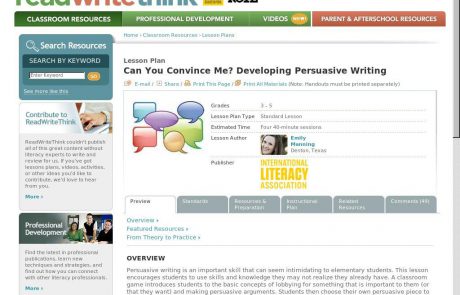 readwritethink
NCTE
CLASSROOM RESOURCES
PROFESSIONAL DEVELOPMENT
VIDEOS New!
PARENT & AFTERSCHOOL RESOURCES
Home › Classroom Resources › Lesson Plans
Search Resources
SEARCH BY KEYWORD
Enter Keyword
GO
See more like this
Contribute to
ReadWriteThink
ReadWriteThink couldn't publish
all of this great content without
literacy experts to write and
review for us. If you've got
lessons plans, videos, activities,
or other ideas you'd like to
contribute, we'd love to hear
from you.
More ›
Professional
Development
Find the latest in professional
publications, learn new
techniques and strategies, and
find out how you can connect
with other literacy professionals.
More ›
Lesson Plan
Can You Convince Me? Developing Persuasive Writing
E-mail / Share / Print This Page / Print All Materials (Note: Handouts must be printed separately)
Grades 3 - 5
Lesson Plan Type Standard Lesson
Estimated Time Four 40-minute sessions
Lesson Author Emily
Manning
Denton, Texas
Publisher INTERNATIONAL
LITERACY
ASSOCIATION
Preview
Standards
Resources &
Preparation
Instructional
Plan
Related
Resources
Comments (49)
Overview
Featured Resources
From Theory to Practice
OVERVIEW
Persuasive writing is an important skill that can seem intimidating to elementary students. This lesson
encourages students to use skills and knowledge they may not realize they already have. A classroom
game introduces students to the basic concepts of lobbying for something that is important to them (or
that they want) and making persuasive arguments. Students then choose their own persuasive piece to